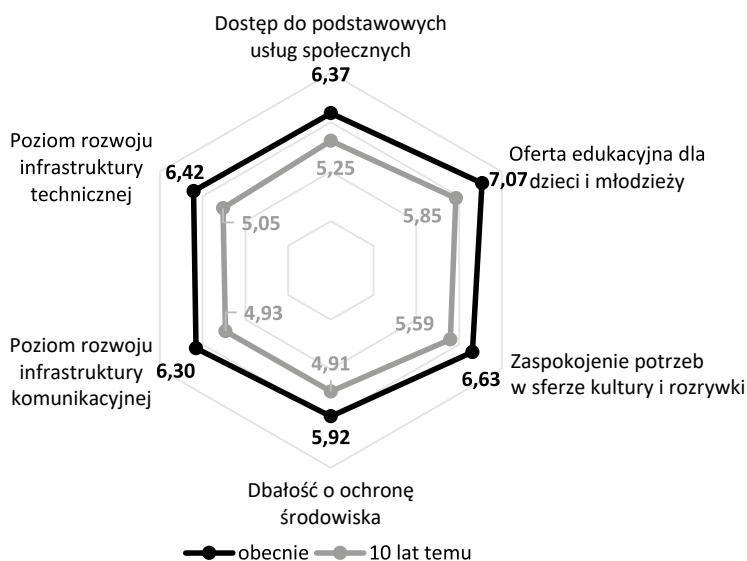 Dostęp do podstawowych
usług społecznych
6,37
5,25
Oferta edukacyjna dla
dzieci i młodzieży
7,07
5,85
Zaspokojenie potrzeb
w sferze kultury i rozrywki
6,63
5,59
Dbałość o ochronę
środowiska
5,92
4,91
Poziom rozwoju
infrastruktury
komunikacyjnej
6,30
4,93
Poziom rozwoju
infrastruktury
technicznej
6,42
5,05
obecnie
10 lat temu